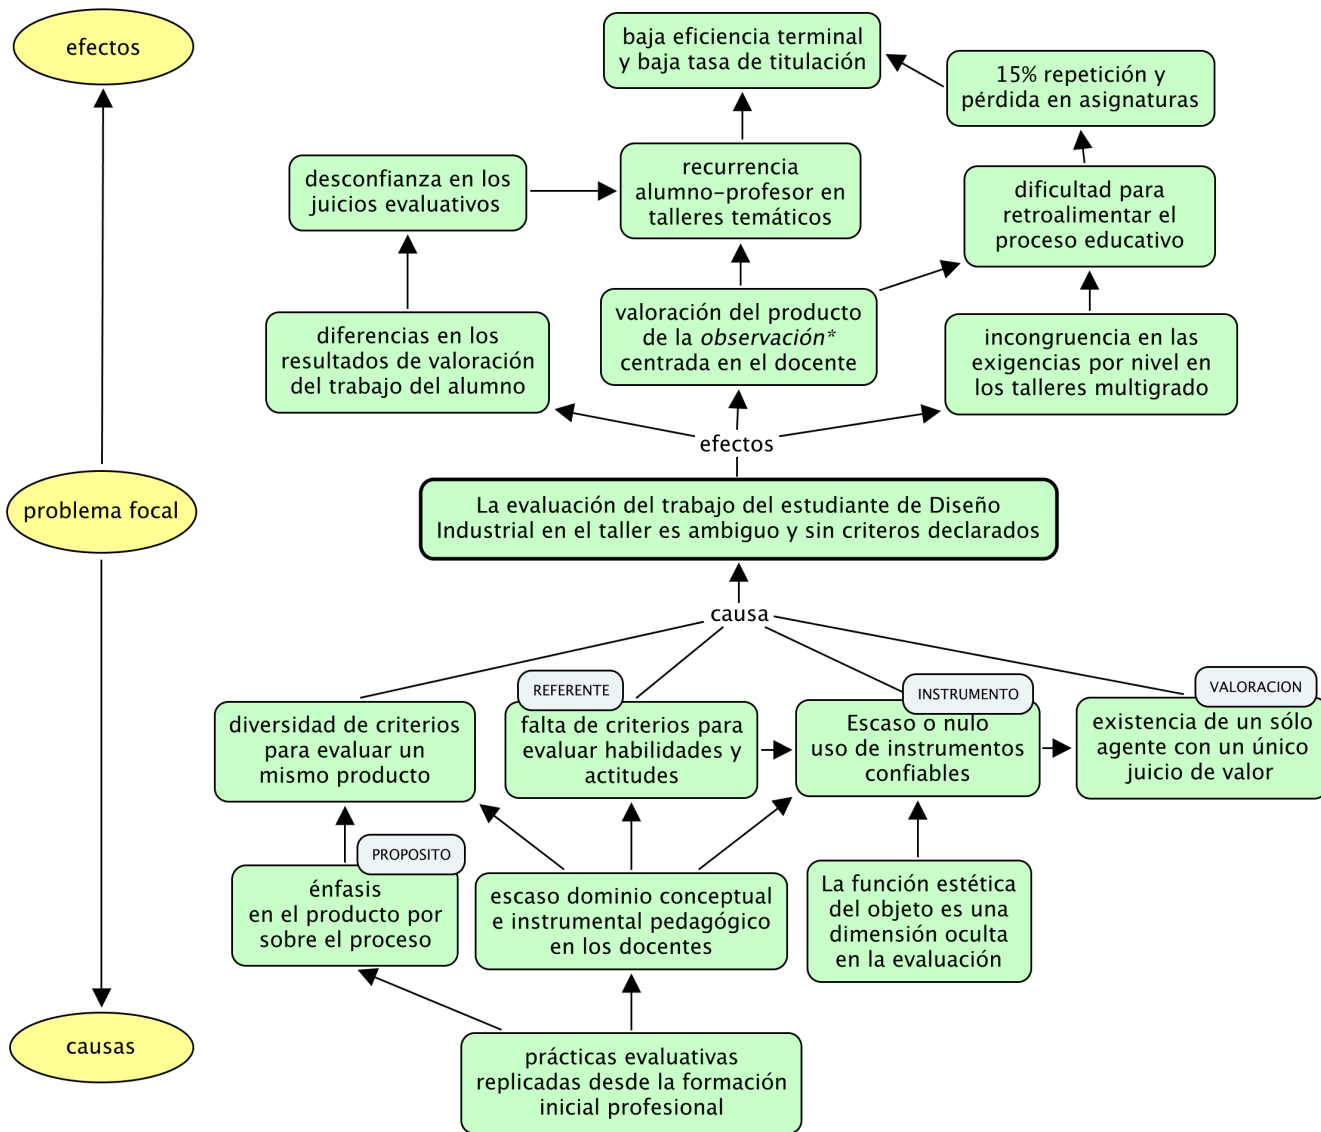 efectos
baja eficiencia terminal
y baja tasa de titulación
15% repetición y
pérdida en asignaturas
desconfianza en los
juicios evaluativos
recurrencia
alumno-profesor en
talleres temáticos
dificultad para
retroalimentar el
proceso educativo
diferencias en los
resultados de valoración
del trabajo del alumno
valoración del producto
de la observación*
centrada en el docente
incongruencia en las
exigencias por nivel en
los talleres multigrado
efectos
problema focal
La evaluación del trabajo del estudiante de Diseño
Industrial en el taller es ambiguo y sin criteros declarados
causa
diversidad de criterios
para evaluar un
mismo producto
REFERENTE
falta de criterios para
evaluar habilidades y
actitudes
INSTRUMENTO
Escaso o nulo
uso de instrumentos
confiables
VALORACION
existencia de un sólo
agente con un único
juicio de valor
PROPOSITO
énfasis
en el producto por
sobre el proceso
escaso dominio conceptual
e instrumental pedagógico
en los docentes
La función estética
del objeto es una
dimensión oculta
en la evaluación
causas
prácticas evaluativas
replicadas desde la formación
inicial profesional